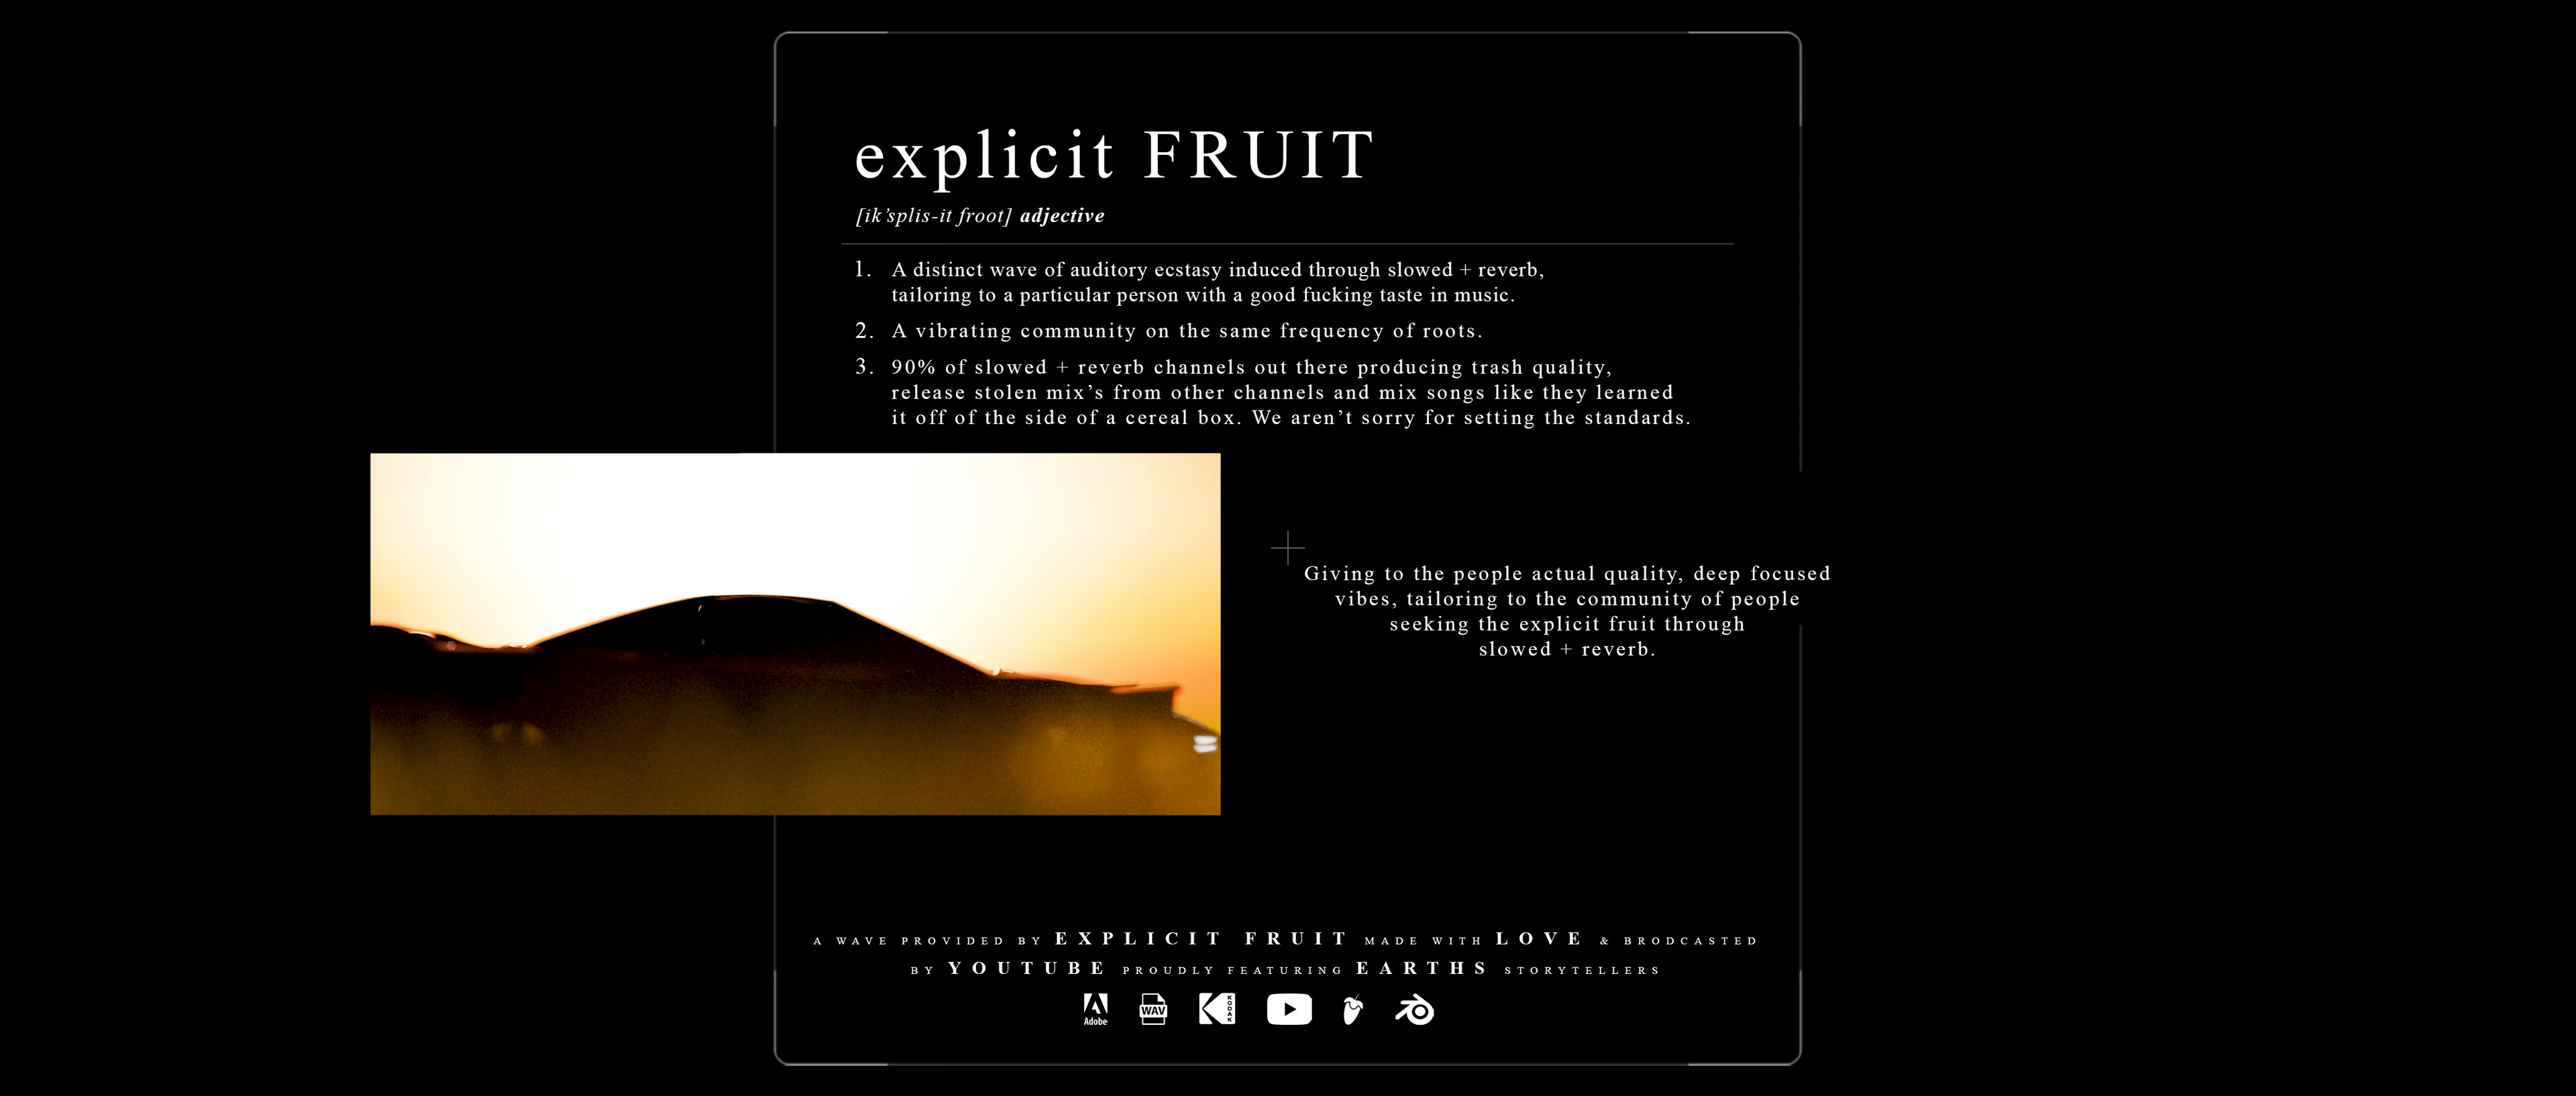 explicit FRUIT
[ik’splis-it froot] adjective
1. A distinct wave of auditory ecstasy induced through slowed + reverb,
tailoring to a particular person with a good fucking taste in music.
2. A vibrating community on the same frequency of roots.
3. 90% of slowed + reverb channels out there producing trash quality,
release stolen mix’s from other channels and mix songs like they learned
it off of the side of a cereal box. We aren’t sorry for setting the standards.
Giving to the people actual quality, deep focused
vibes, tailoring to the community of people
seeking the explicit fruit through
slowed + reverb.
A WAVE PROVIDED BY EXPLICIT FRUIT MADE WITH LOVE & BRODCASTED
BY YOUTUBE PROUDLY FEATURING EARTHS STORYTELLERS
Adobe WAV KODAK